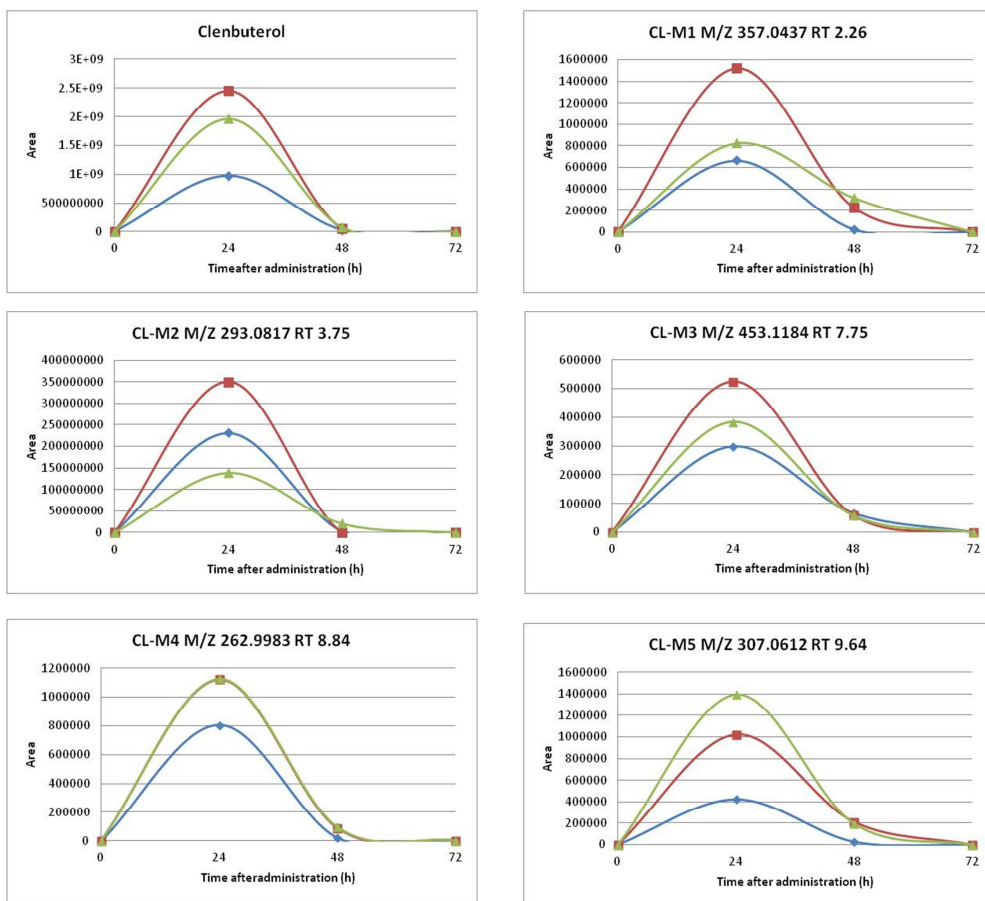 Clenbuterol
3E+09
2.5E+09
2E+09
1.5E+09
1E+09
500000000
0
Area
0 24 48 72
Timeafter administration (h)
CL-M1 M/Z 357.0437 RT 2.26
1600000
1400000
1200000
1000000
800000
600000
400000
200000
0
Area
0 24 48 72
Time after administration (h)
CL-M2 M/Z 293.0817 RT 3.75
400000000
350000000
300000000
250000000
200000000
150000000
100000000
50000000
0
Area
0 24 48 72
Time after administration (h)
CL-M3 M/Z 453.1184 RT 7.75
600000
500000
400000
300000
200000
100000
0
Area
0 24 48 72
Time afteradministration (h)
CL-M4 M/Z 262.9983 RT 8.84
1200000
1000000
800000
600000
400000
200000
0
Area
0 24 48 72
Time afteradministration (h)
CL-M5 M/Z 307.0612 RT 9.64
1600000
1400000
1200000
1000000
800000
600000
400000
200000
0
Area
0 24 48 72
Time after administration (h)